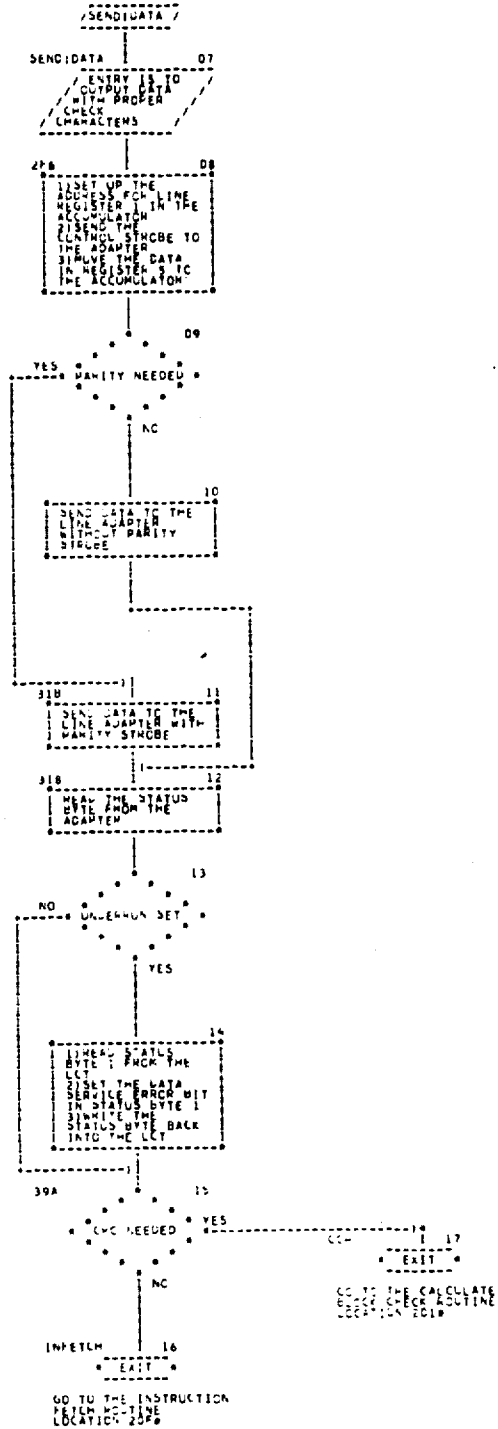 /SENDIDATA /
SENDIDATA 07
ENTRY IS TO
OUTPUT DATA
WITH PROPER
CHECK
CHARACTERS
2F6 08
1)SET UP THE
ADDRESS FOR LINE
REGISTER 1 IN THE
ACCUMULATOR
2)SEND THE
CONTROL STROBE TO
THE ADAPTER
3)MOVE THE DATA
IN REGISTER 5 TO
THE ACCUMULATOR
09
YES
PARITY NEEDED
NO
10
SEND DATA TO THE
LINE ADAPTER
WITHOUT PARITY
STROBE
31B 11
SEND DATA TO THE
LINE ADAPTER WITH
PARITY STROBE
31B 12
READ THE STATUS
BYTE FROM THE
ADAPTER
13
NO
UNDERRUN SET
YES
14
1)READ STATUS
BYTE 1 FROM THE
LCT
2)SET THE DATA
SERVICE ERROR BIT
IN STATUS BYTE 1
3)WRITE THE
STATUS BYTE BACK
INTO THE LCT
39A 15
CRC NEEDED
YES
17
EXIT
GO TO THE CALCULATE
BLOCK CHECK ROUTINE
LOCATION
NO
INFETCH 16
EXIT
GO TO THE INSTRUCTION
FETCH ROUTINE
LOCATION 20F#